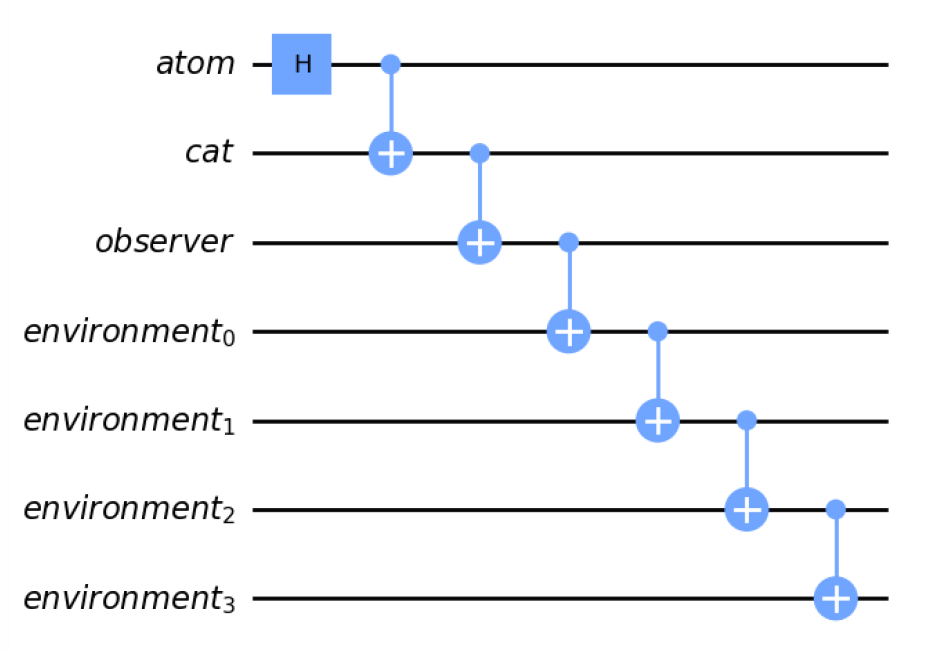 atom
H
cat
observer
environment₀
environment₁
environment₂
environment₃